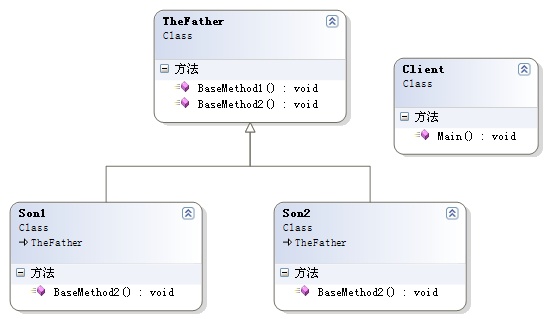 TheFather
Class
方法
BaseMethod1() : void
BaseMethod2() : void
Client
Class
方法
Main() : void
Son1
Class
TheFather
方法
BaseMethod2() : void
Son2
Class
TheFather
方法
BaseMethod2() : void